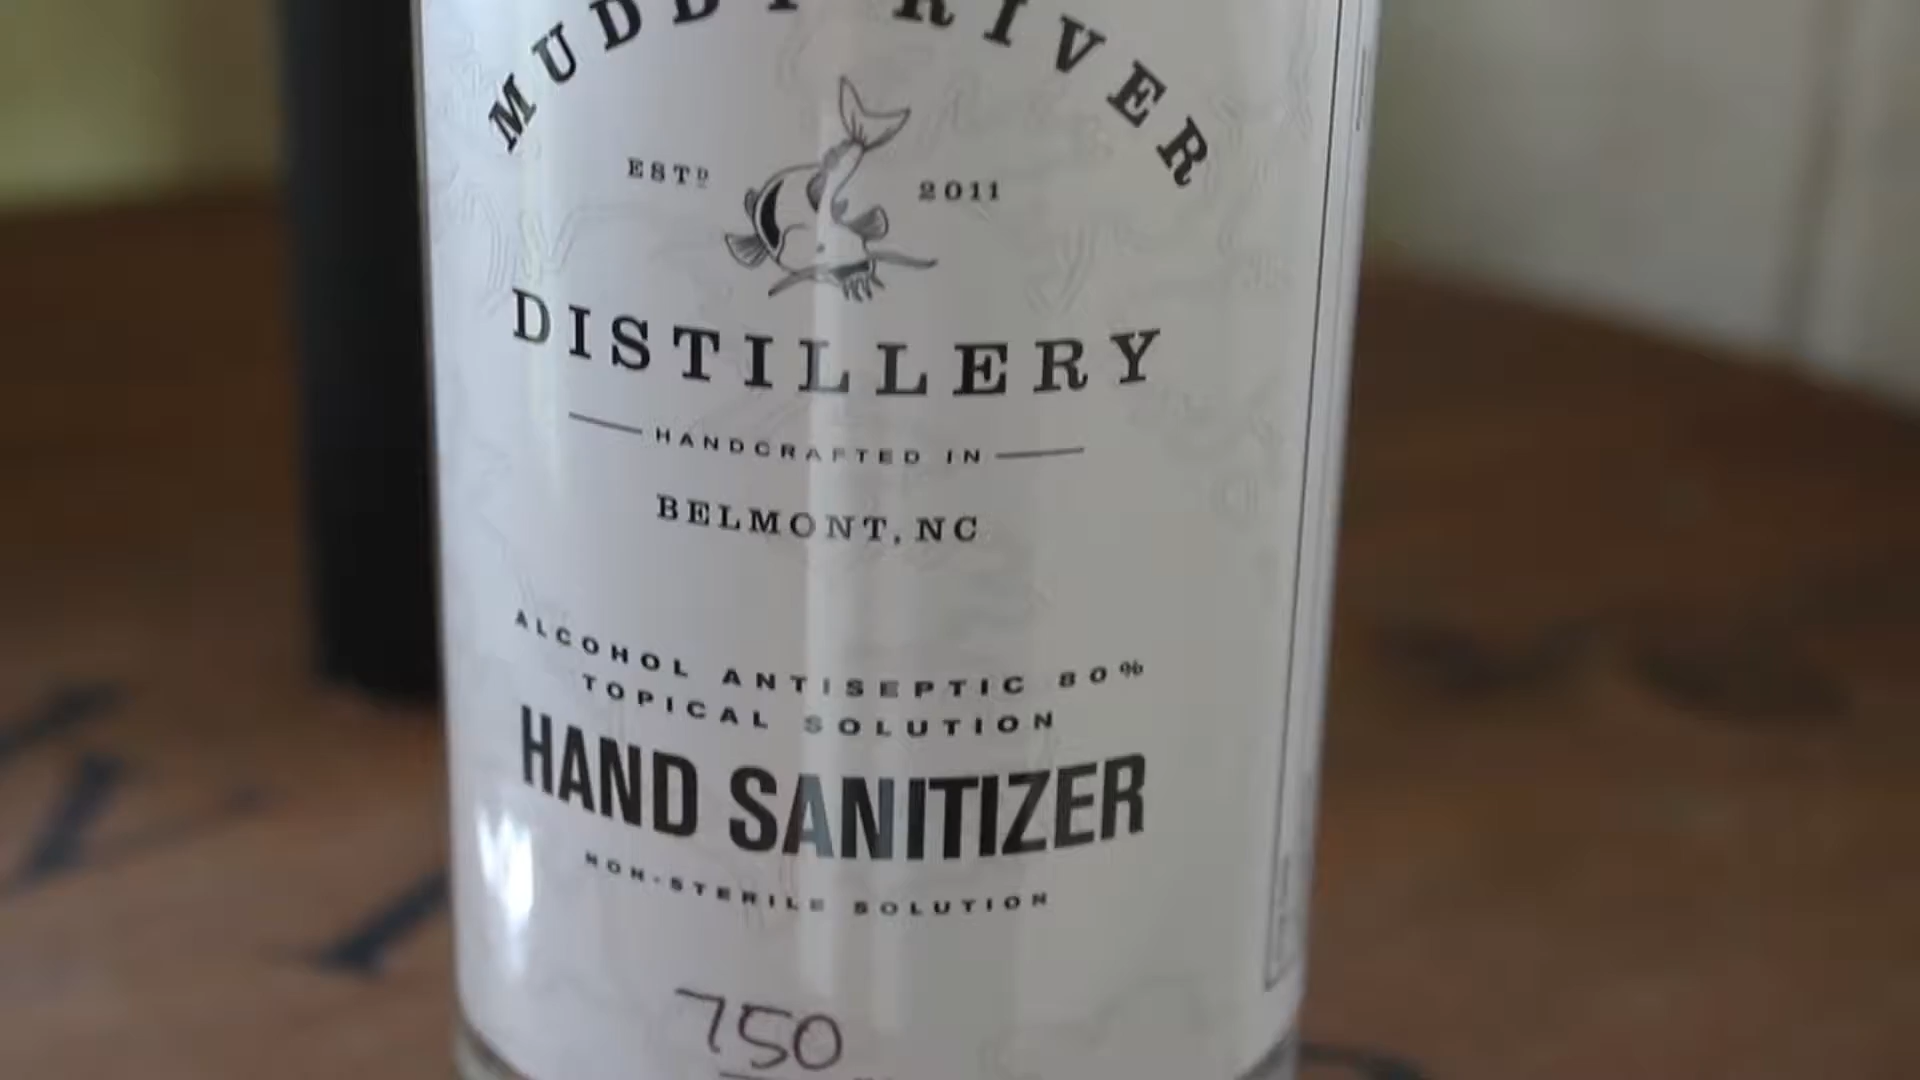 MUDDY RIVER
ESTD 2011
DISTILLERY
HANDCRAFTED IN
BELMONT, NC
ALCOHOL ANTISEPTIC 80%
TOPICAL SOLUTION
HAND SANITIZER
NON-STERILE SOLUTION
750